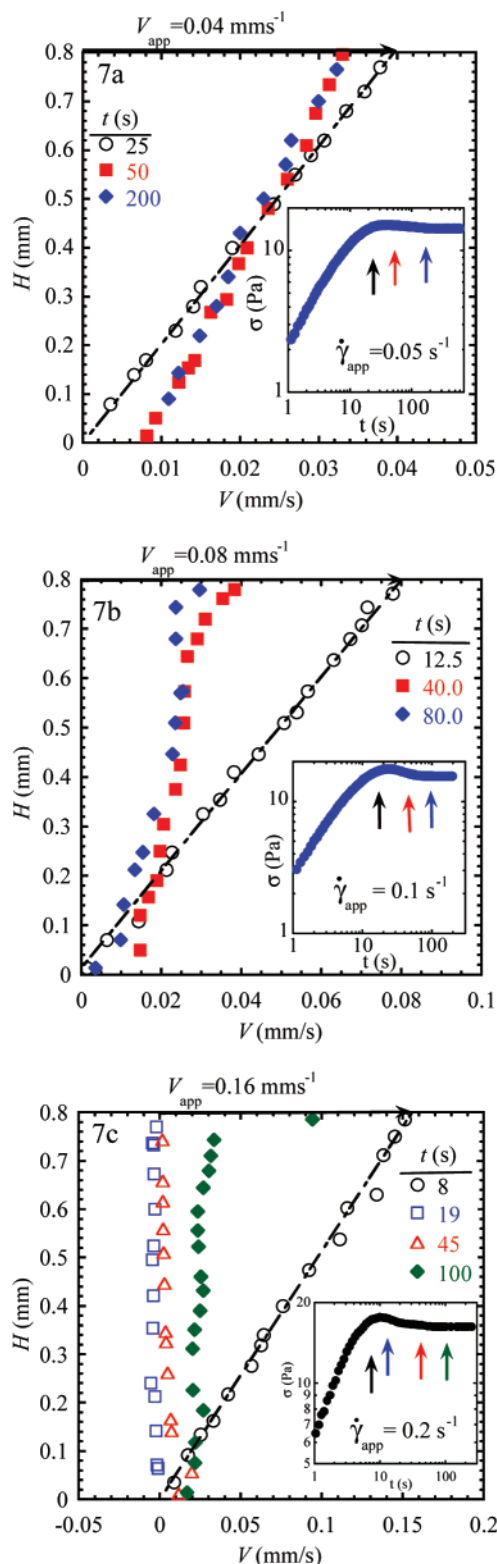 V_app=0.04 mms⁻¹
7a
t (s)
25
50
200
H (mm)
0.8
0.7
0.6
0.5
0.4
0.3
0.2
0.1
0
σ (Pa)
10
1
γ̇_app=0.05 s⁻¹
1 10 100
t (s)
0 0.01 0.02 0.03 0.04 0.05
V (mm/s)
V_app=0.08 mms⁻¹
7b
t (s)
12.5
40.0
80.0
H (mm)
0.8
0.7
0.6
0.5
0.4
0.3
0.2
0.1
0
σ (Pa)
10
1
γ̇_app = 0.1 s⁻¹
1 10 100
t (s)
0 0.02 0.04 0.06 0.08 0.1
V (mm/s)
V_app=0.16 mms⁻¹
7c
t (s)
8
19
45
100
H (mm)
0.8
0.7
0.6
0.5
0.4
0.3
0.2
0.1
0
σ (Pa)
20
10
9
8
7
6
5
γ̇_app = 0.2 s⁻¹
1 10 100
t (s)
-0.05 0 0.05 0.1 0.15 0.2
V (mm/s)